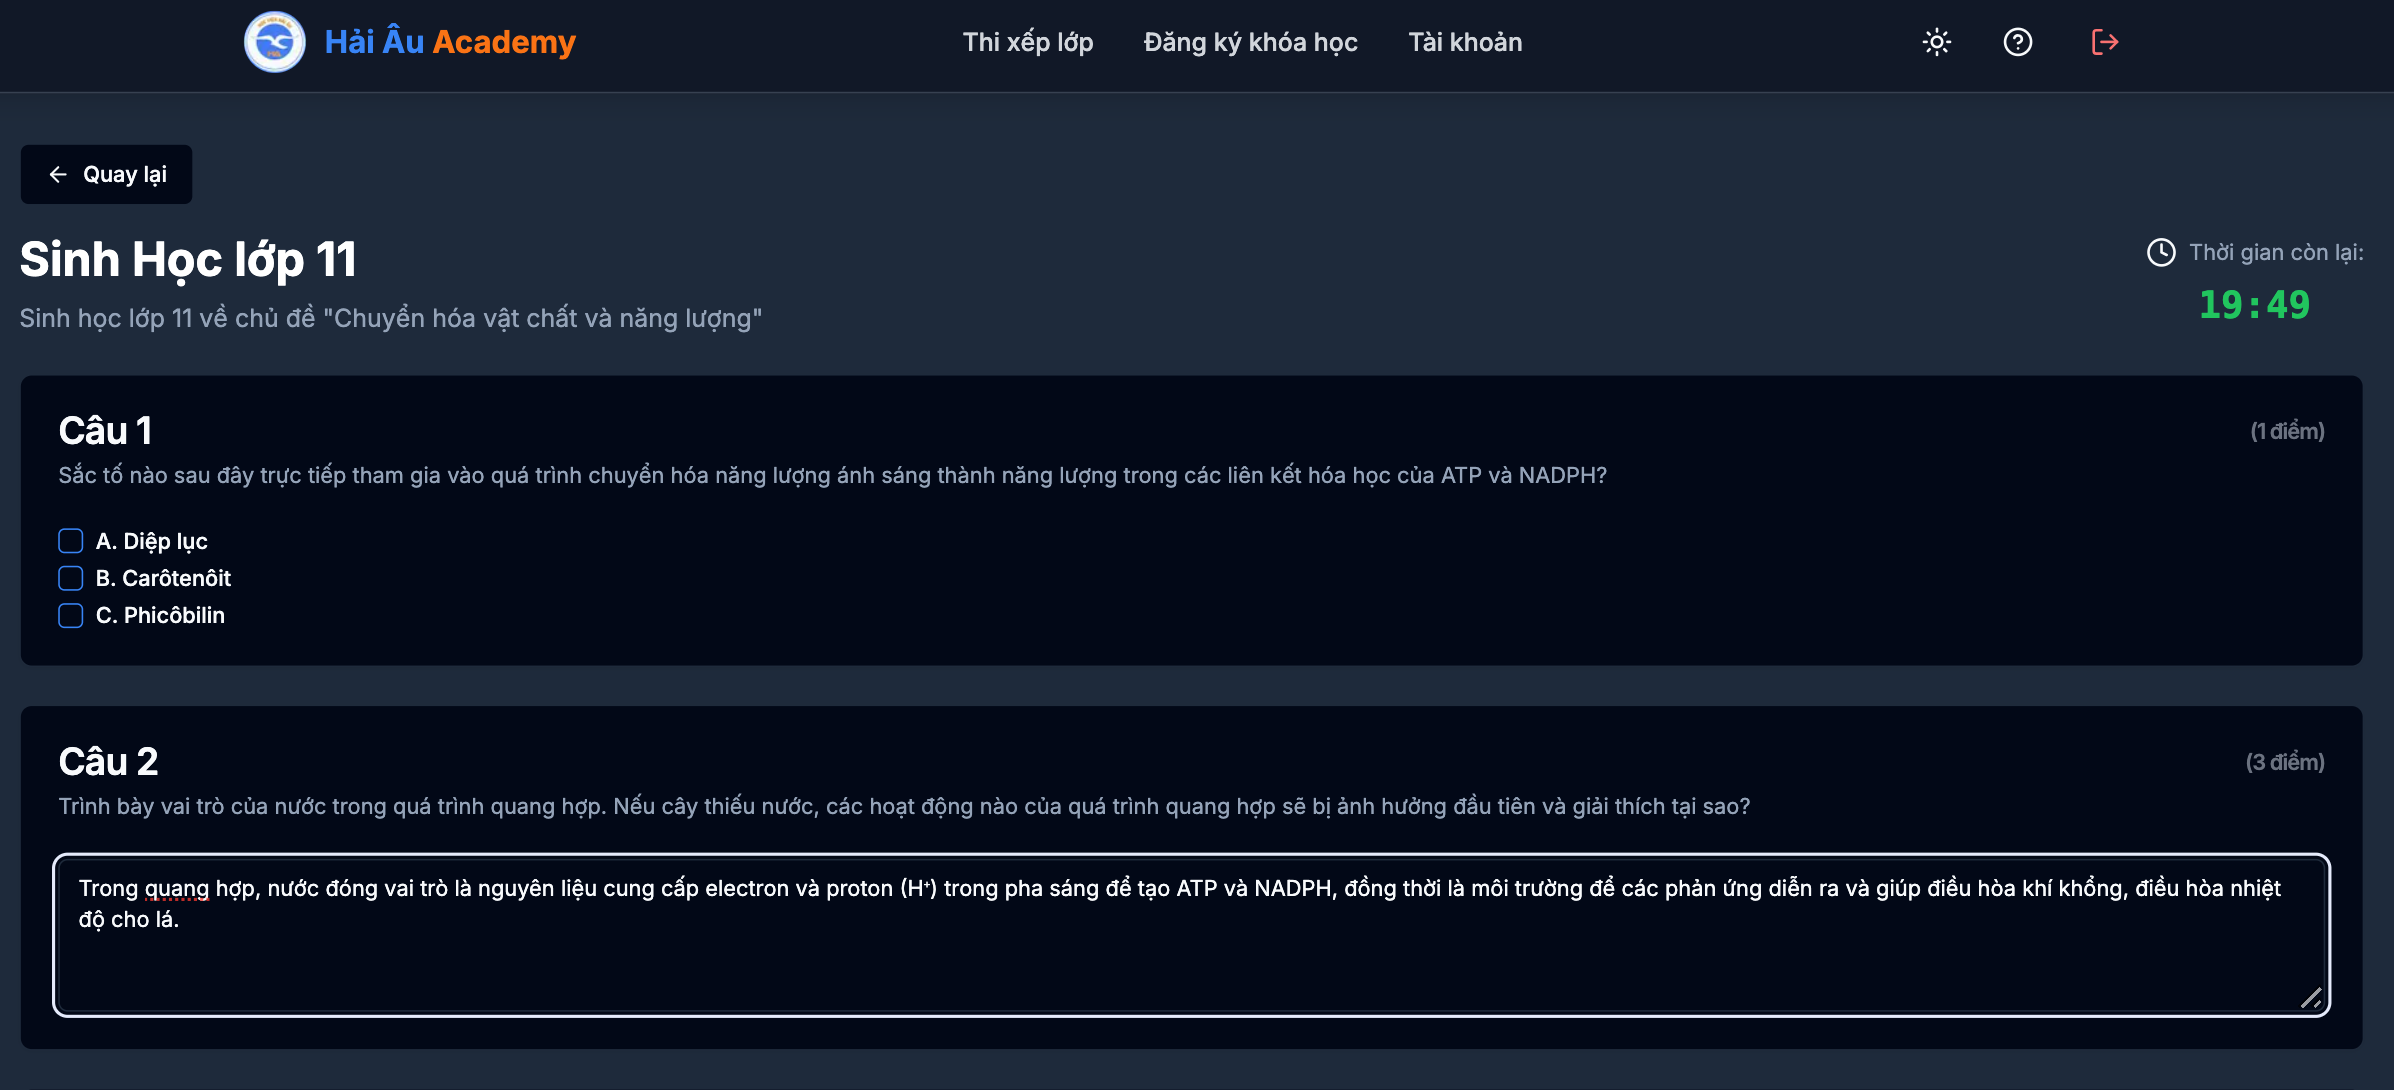 Hải Âu Academy
Thi xếp lớp
Đăng ký khóa học
Tài khoản
Quay lại
Sinh Học lớp 11
Sinh học lớp 11 về chủ đề "Chuyển hóa vật chất và năng lượng"
Thời gian còn lại:
19:49
Câu 1
(1 điểm)
Sắc tố nào sau đây trực tiếp tham gia vào quá trình chuyển hóa năng lượng ánh sáng thành năng lượng trong các liên kết hóa học của ATP và NADPH?
A. Diệp lục
B. Carôtenôit
C. Phicôbilin
Câu 2
(3 điểm)
Trình bày vai trò của nước trong quá trình quang hợp. Nếu cây thiếu nước, các hoạt động nào của quá trình quang hợp sẽ bị ảnh hưởng đầu tiên và giải thích tại sao?
Trong quang hợp, nước đóng vai trò là nguyên liệu cung cấp electron và proton (H⁺) trong pha sáng để tạo ATP và NADPH, đồng thời là môi trường để các phản ứng diễn ra và giúp điều hòa khí khổng, điều hòa nhiệt
độ cho lá.